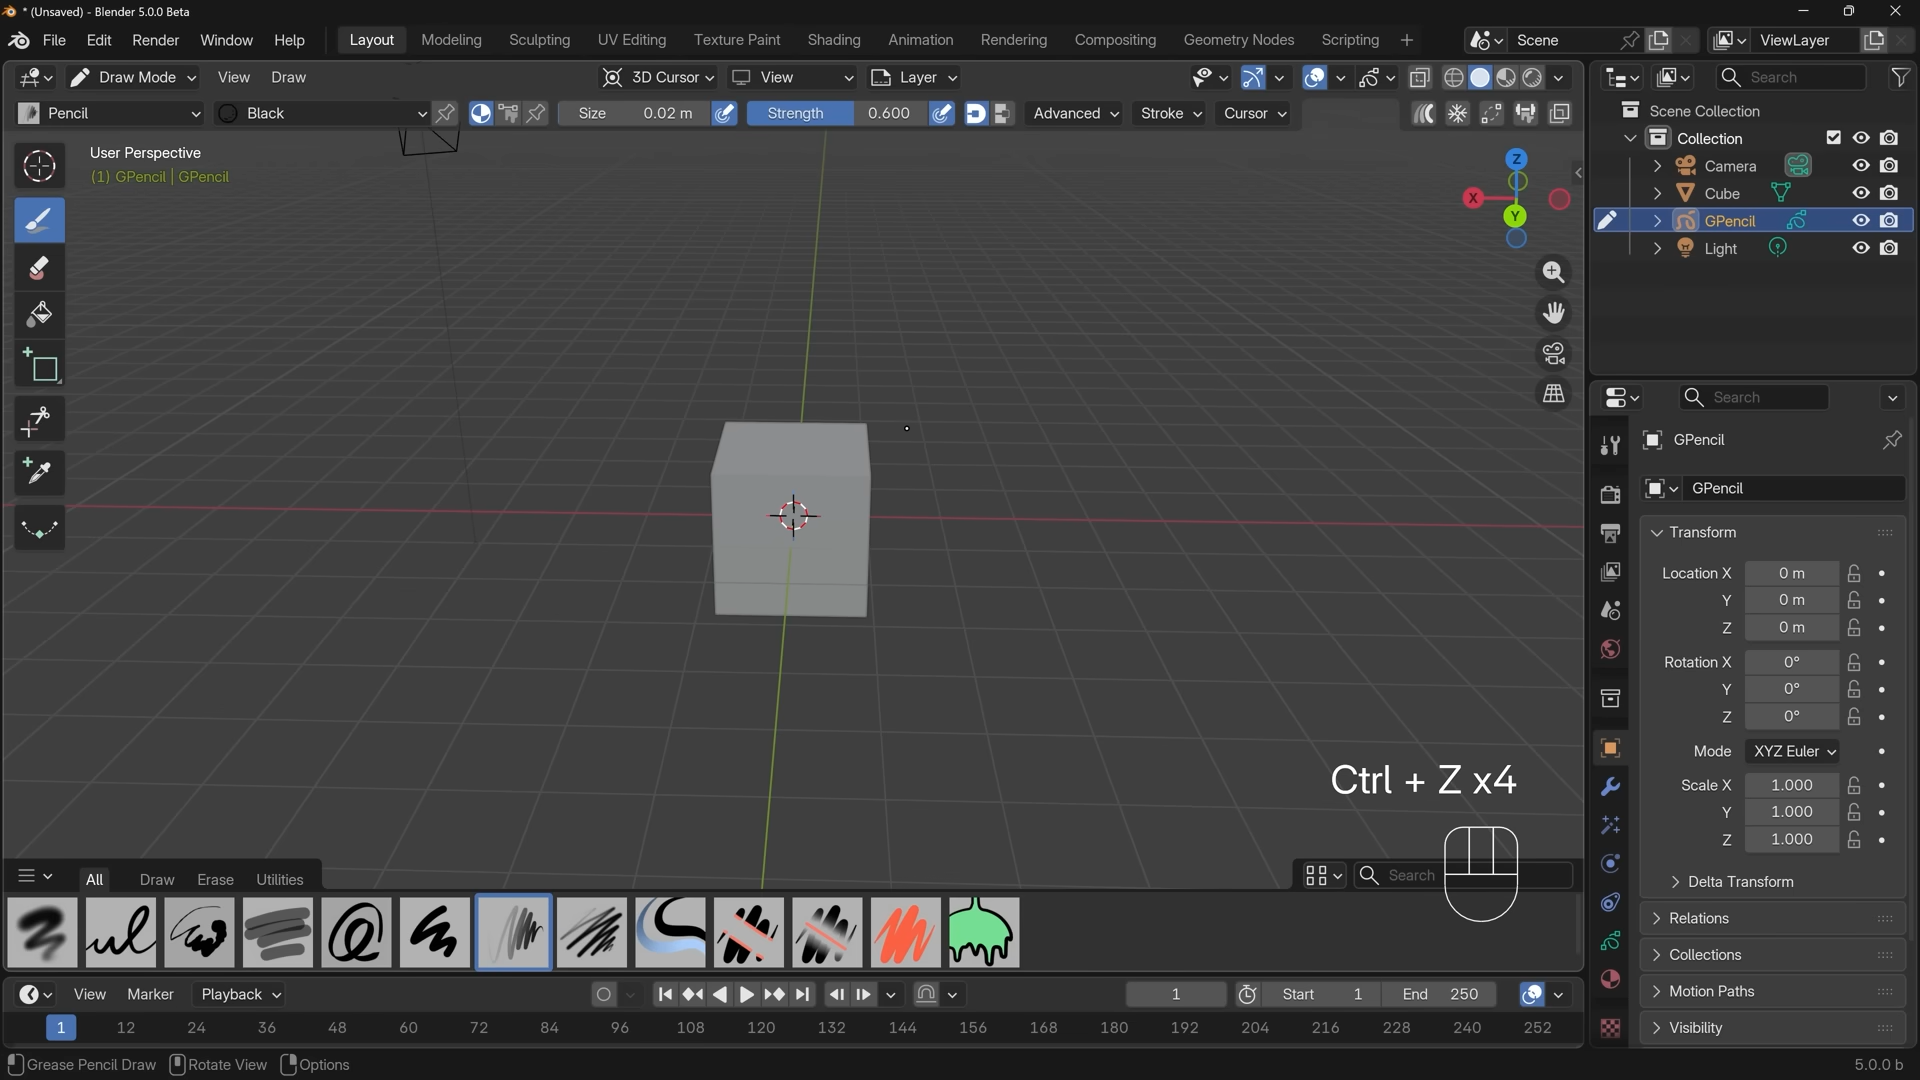 * (Unsaved) - Blender 5.0.0 Beta
File Edit Render Window Help Layout Modeling Sculpting UV Editing Texture Paint Shading Animation Rendering Compositing Geometry Nodes Scripting + Scene ViewLayer
Draw Mode View Draw 3D Cursor View Layer Search
Pencil Black Size 0.02 m Strength 0.600 Advanced Stroke Cursor
Scene Collection
Collection
Camera
Cube
GPencil
Light
User Perspective
(1) GPencil | GPencil
Z
X
Y
Search
GPencil
GPencil
Transform
Location X 0 m
Y 0 m
Z 0 m
Rotation X 0°
Y 0°
Z 0°
Mode XYZ Euler
Scale X 1.000
Y 1.000
Z 1.000
Delta Transform
Relations
Collections
Motion Paths
Visibility
Ctrl + Z x4
All Draw Erase Utilities Search
View Marker Playback 1 Start 1 End 250
1 12 24 36 48 60 72 84 96 108 120 132 144 156 168 180 192 204 216 228 240 252
Grease Pencil Draw Rotate View Options 5.0.0 b